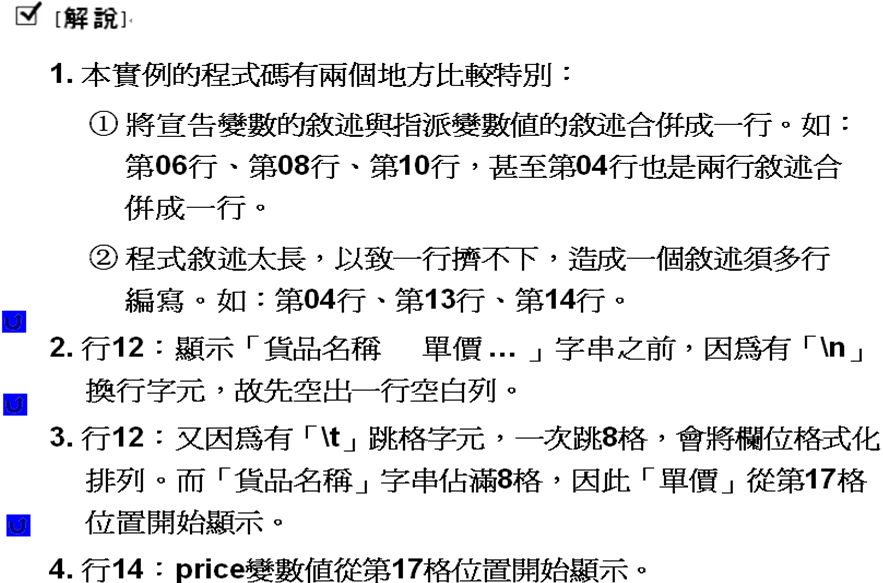 [解說]
1. 本實例的程式碼有兩個地方比較特別：
① 將宣告變數的敘述與指派變數值的敘述合併成一行。如：
第06行、第08行、第10行，甚至第04行也是兩行敘述合
併成一行。
② 程式敘述太長，以致一行擠不下，造成一個敘述須多行
編寫。如：第04行、第13行、第14行。
2. 行12：顯示「貨品名稱　單價 ... 」字串之前，因為有「\n」
換行字元，故先空出一行空白列。
3. 行12：又因為有「\t」跳格字元，一次跳8格，會將欄位格式化
排列。而「貨品名稱」字串佔滿8格，因此「單價」從第17格
位置開始顯示。
4. 行14：price變數值從第17格位置開始顯示。